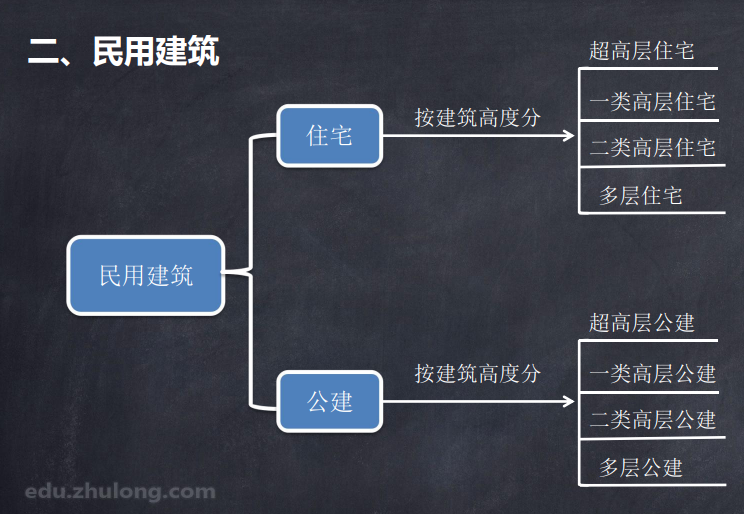 二、民用建筑
民用建筑
住宅
按建筑高度分
超高层住宅
一类高层住宅
二类高层住宅
多层住宅
公建
按建筑高度分
超高层公建
一类高层公建
二类高层公建
多层公建
edu.zhulong.com